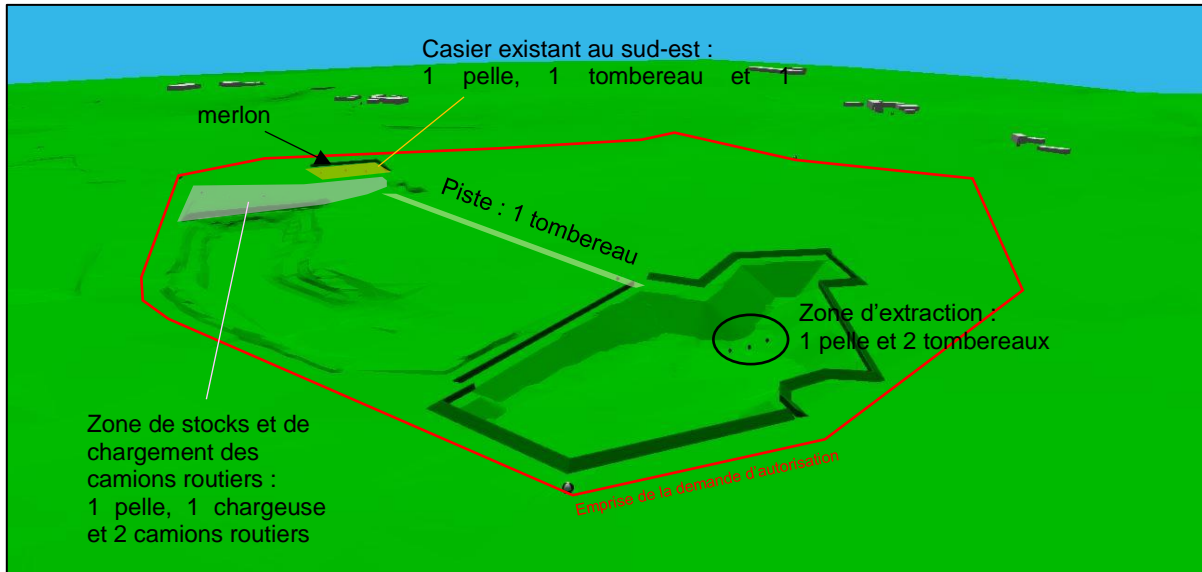 Casier existant au sud-est :
1 pelle, 1 tombereau et 1
merlon
Piste : 1 tombereau
Zone d'extraction :
1 pelle et 2 tombereaux
Zone de stocks et de
chargement des
camions routiers :
1 pelle, 1 chargeuse
et 2 camions routiers
Emprise de la demande d'autorisation